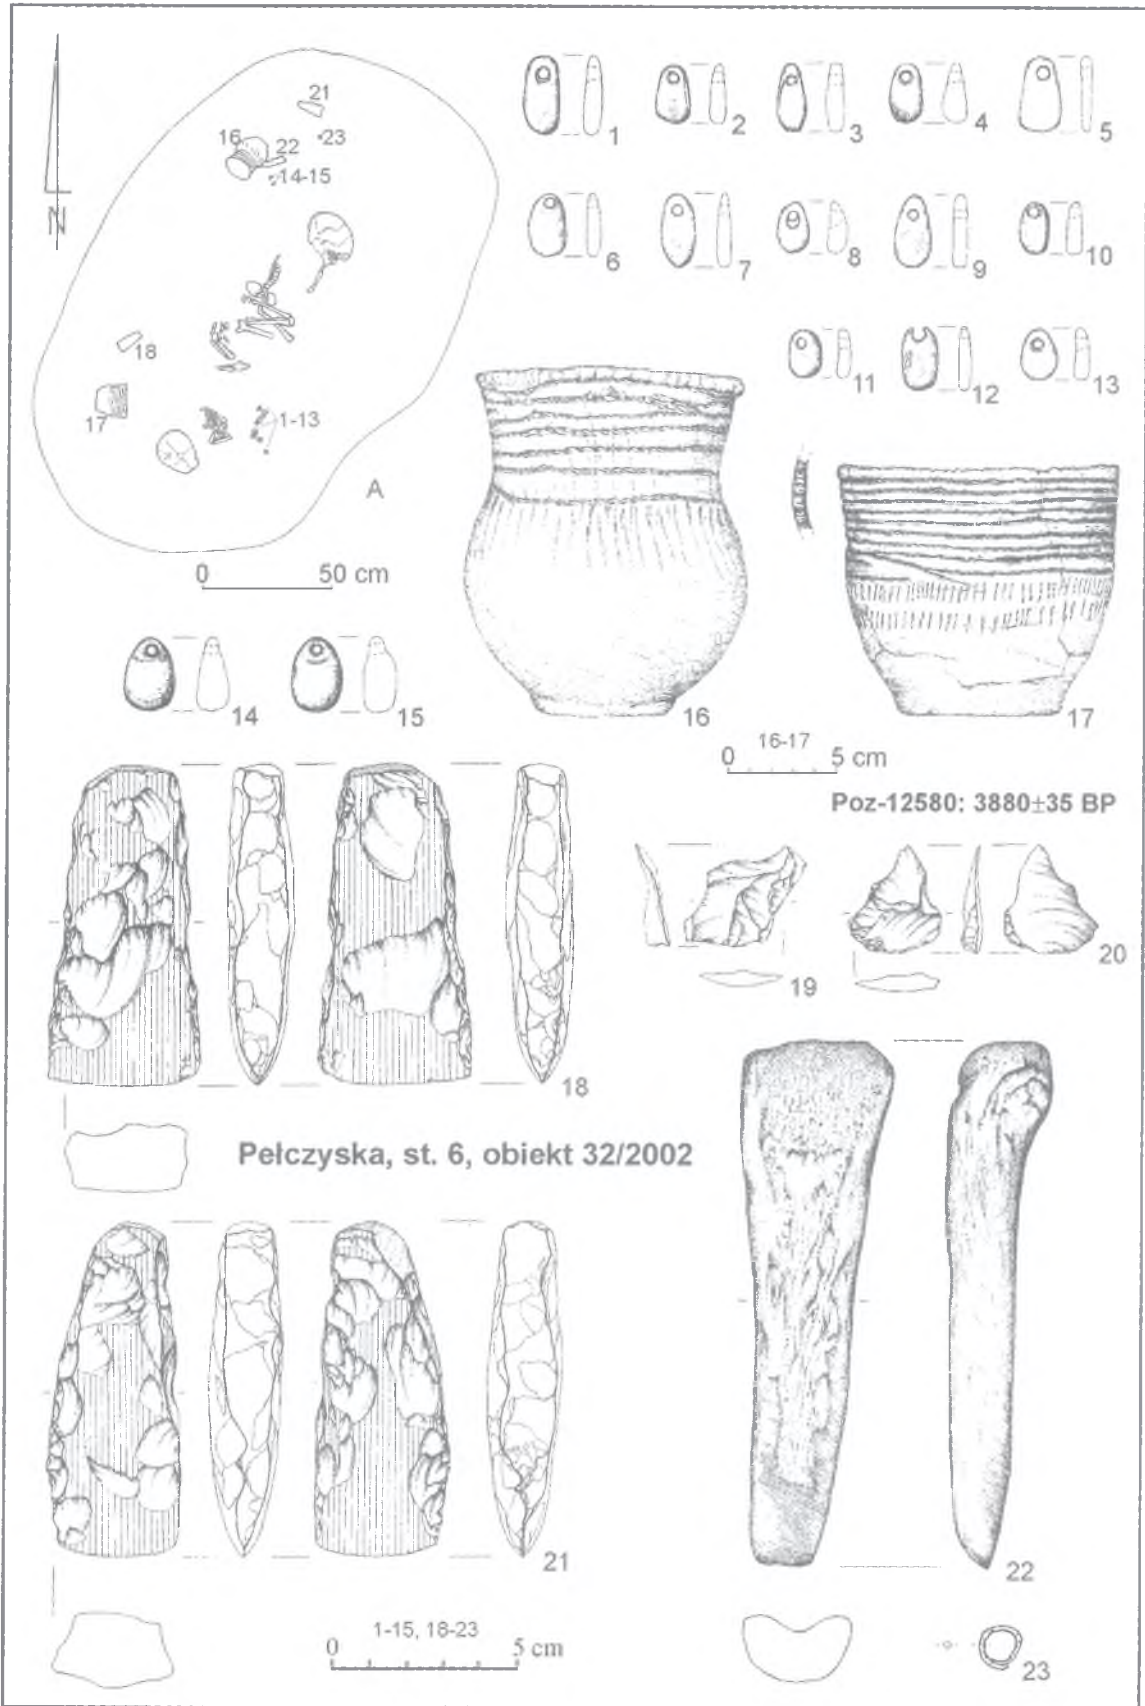 1 2 3 4 5
21
16 22 23
14-15
N
6 7 8 9 10
18
17
1-13
11 12 13
A
0 50 cm
14 15
16 17
16-17
0 5 cm
Poz-12580: 3880±35 BP
19 20
18
Pełczyska, st. 6, obiekt 32/2002
21
22
1-15, 18-23
0 5 cm
23